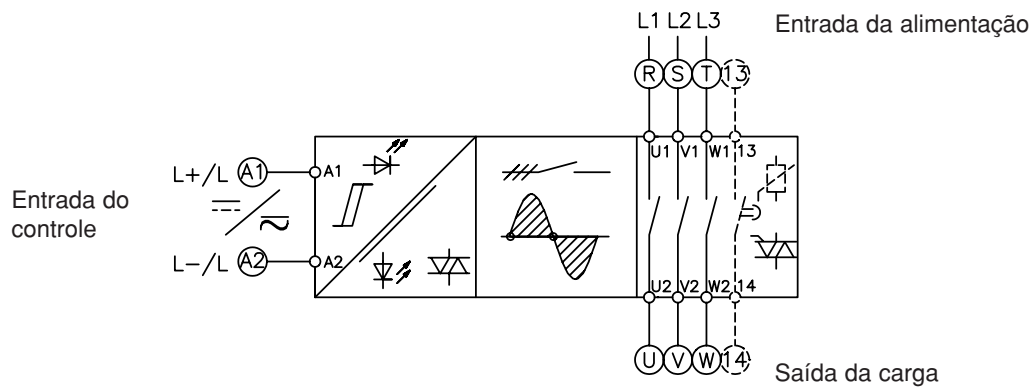 L1 L2 L3
Entrada da alimentação
R S T 13
U1 V1 W1 13
L+/L A1 A1
Entrada do
controle
L-/L A2 A2
U2 V2 W2 14
U V W 14
Saída da carga